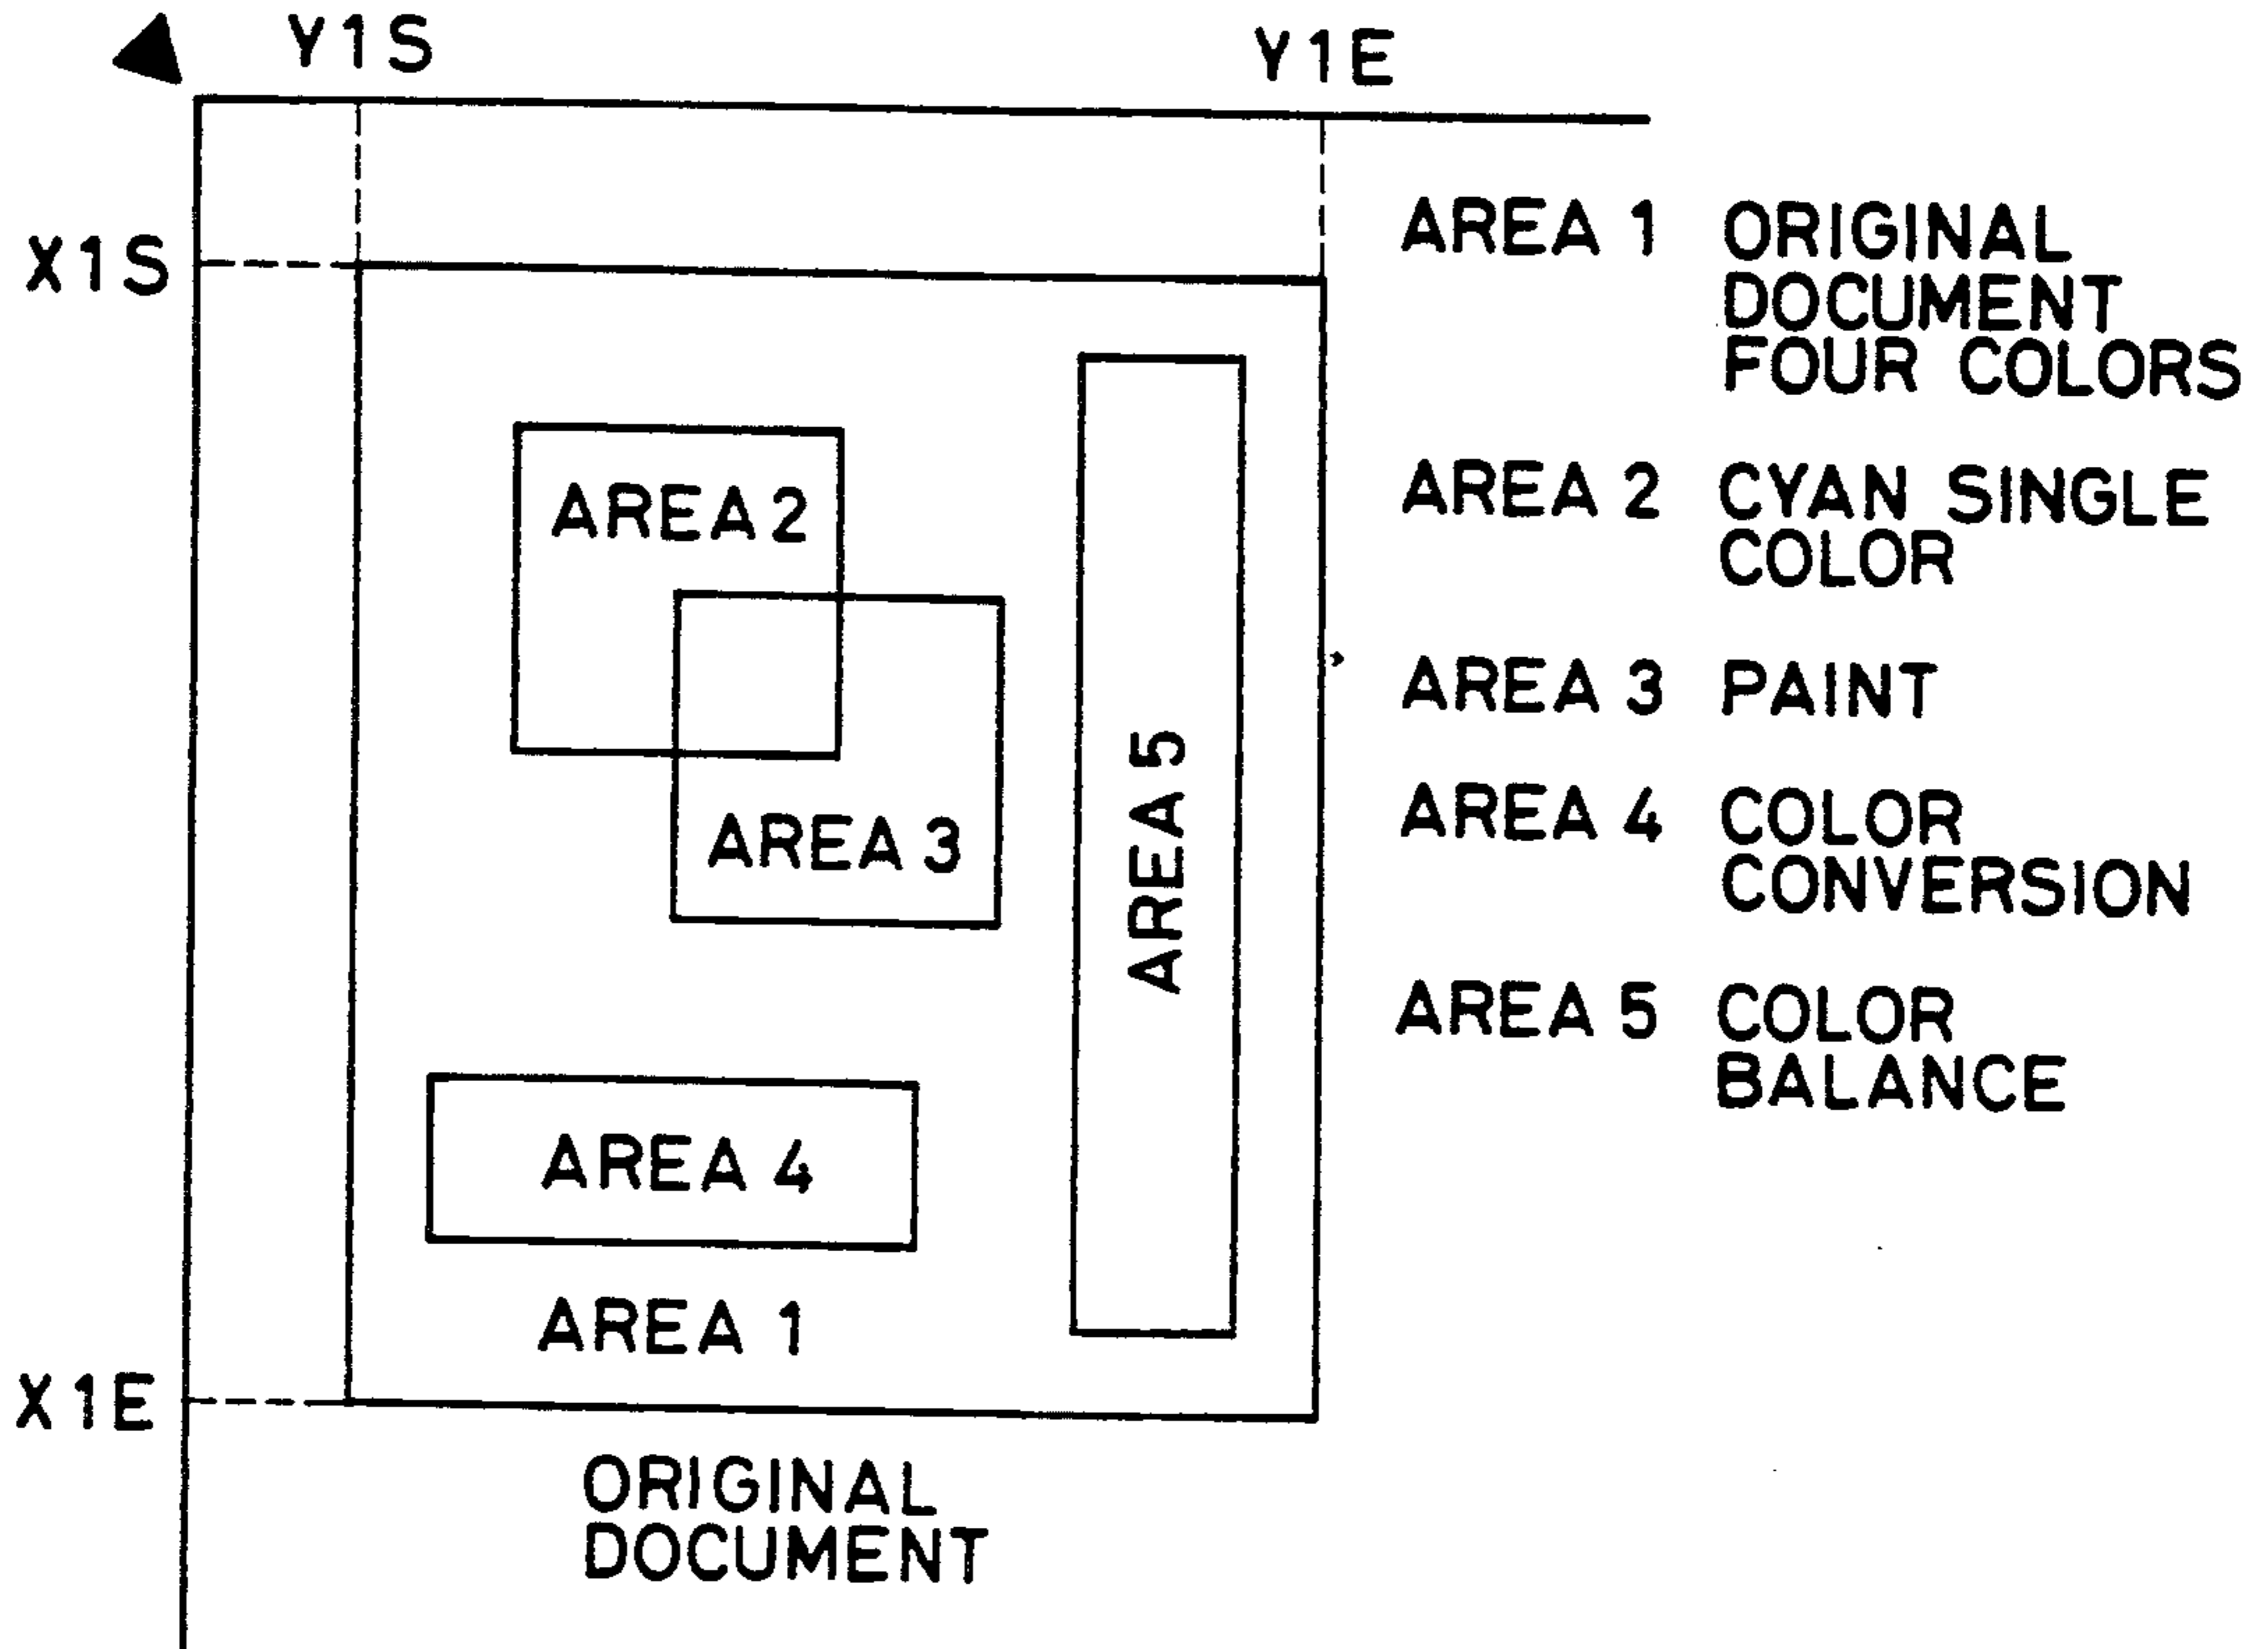 Y1S
Y1E
X1S
AREA 1 ORIGINAL
DOCUMENT
FOUR COLORS
AREA 2
AREA 2 CYAN SINGLE
COLOR
AREA 3 PAINT
AREA 3
AREA 4 COLOR
CONVERSION
AREA 5
AREA 5 COLOR
BALANCE
AREA 4
AREA 1
X1E
ORIGINAL
DOCUMENT